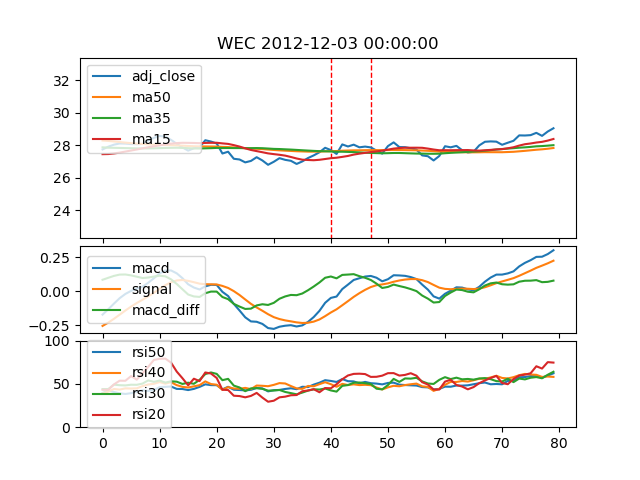 WEC 2012-12-03 00:00:00
32
30
28
26
24
adj_close
ma50
ma35
ma15
0.25
0.00
−0.25
macd
signal
macd_diff
100
50
0
rsi50
rsi40
rsi30
rsi20
0 10 20 30 40 50 60 70 80